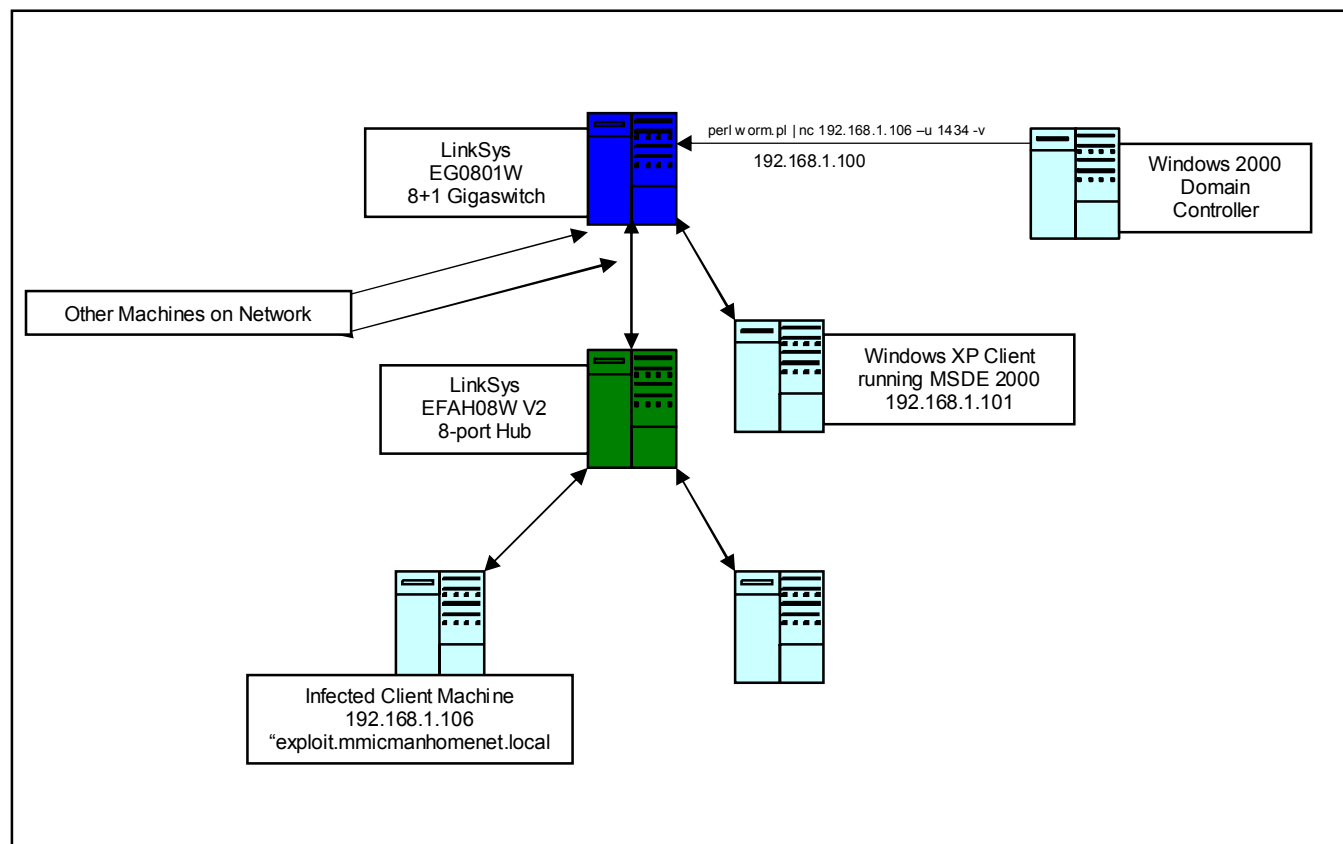 LinkSys
EG0801W
8+1 Gigaswitch
perl worm.pl | nc 192.168.1.106 –u 1434 -v
192.168.1.100
Windows 2000
Domain
Controller
Other Machines on Network
LinkSys
EFAH08W V2
8-port Hub
Windows XP Client
running MSDE 2000
192.168.1.101
Infected Client Machine
192.168.1.106
“exploit.mmicmanhomenet.local